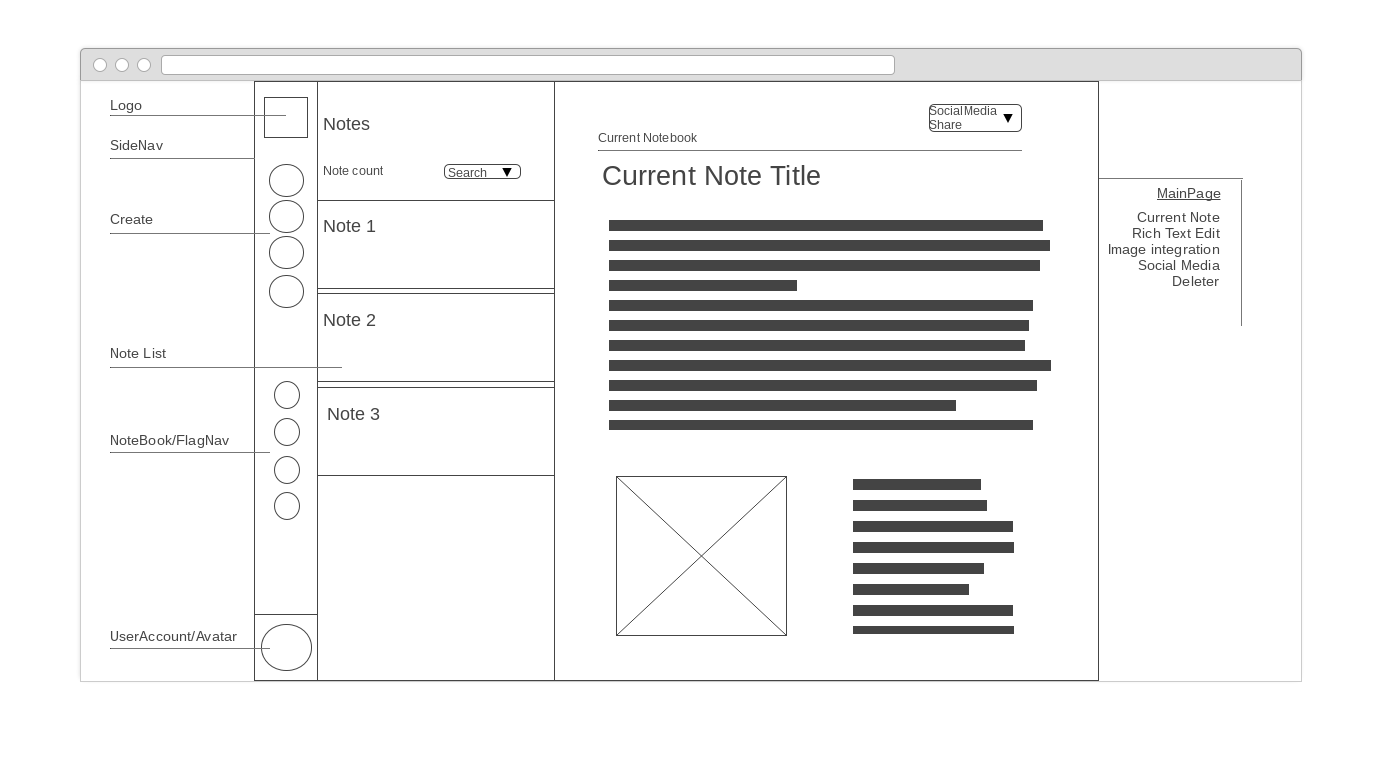 Logo
SideNav
Create
Note List
NoteBook/FlagNav
UserAccount/Avatar
Notes
Note count
Search
Note 1
Note 2
Note 3
SocialMedia
Share
Current Notebook
Current Note Title
MainPage
Current Note
Rich Text Edit
Image integration
Social Media
Deleter